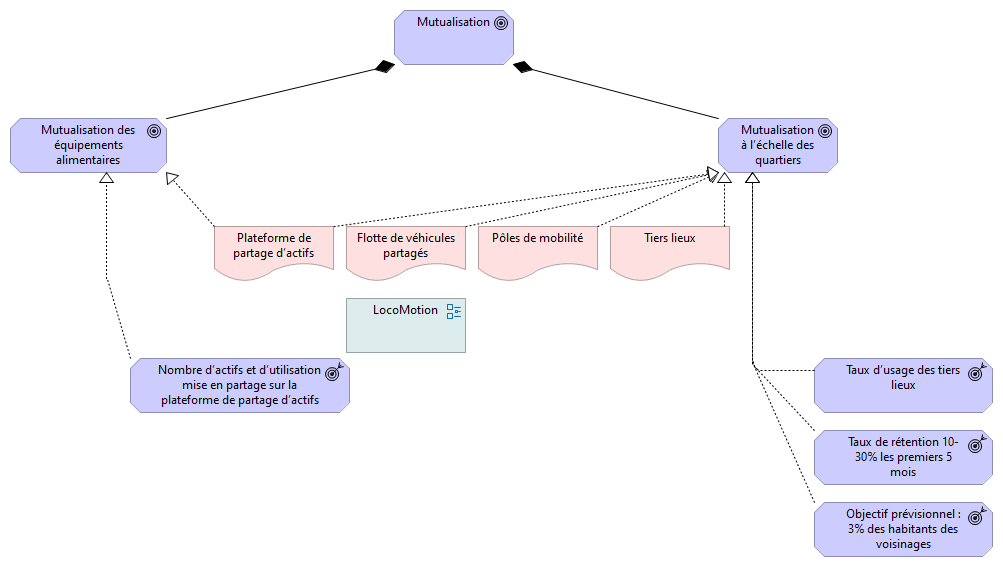 Mutualisation
Mutualisation des
équipements
alimentaires
Mutualisation
à l’échelle des
quartiers
Plateforme de
partage d’actifs
Flotte de véhicules
partagés
Pôles de mobilité
Tiers lieux
LocoMotion
Nombre d’actifs et d’utilisation
mise en partage sur la
plateforme de partage d’actifs
Taux d’usage des tiers
lieux
Taux de rétention 10-
30% les premiers 5
mois
Objectif prévisionnel :
3% des habitants des
voisinages